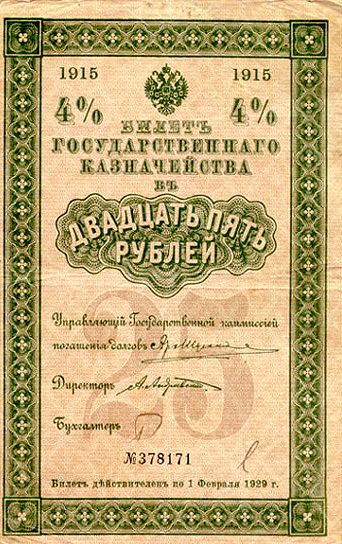 1915 1915
4% 4%
БИЛЕТЪ
ГОСУДАРСТВЕННАГО
КАЗНАЧЕЙСТВА
ВЪ
ДВАДЦАТЬ ПЯТЬ
РУБЛЕЙ
25
Управляющій Государственной коммиссіей
погашенія долговъ
Директоръ
Бухгалтеръ
№378171
Билетъ дѣйствителенъ по 1 Февраля 1929 г.